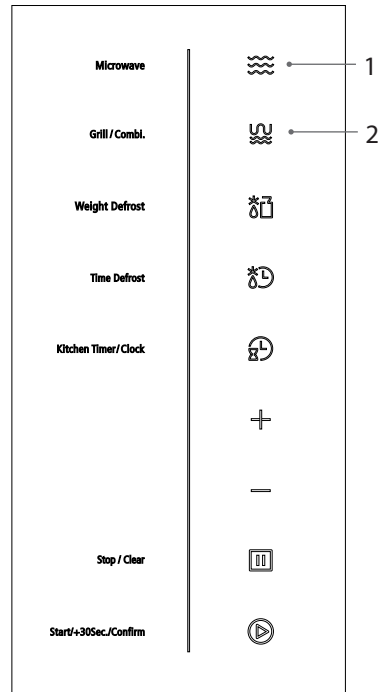 Microwave 1
Grill / Combi. 2
Weight Defrost
Time Defrost
Kitchen Timer/Clock
Stop / Clear
Start/+30Sec./Confirm